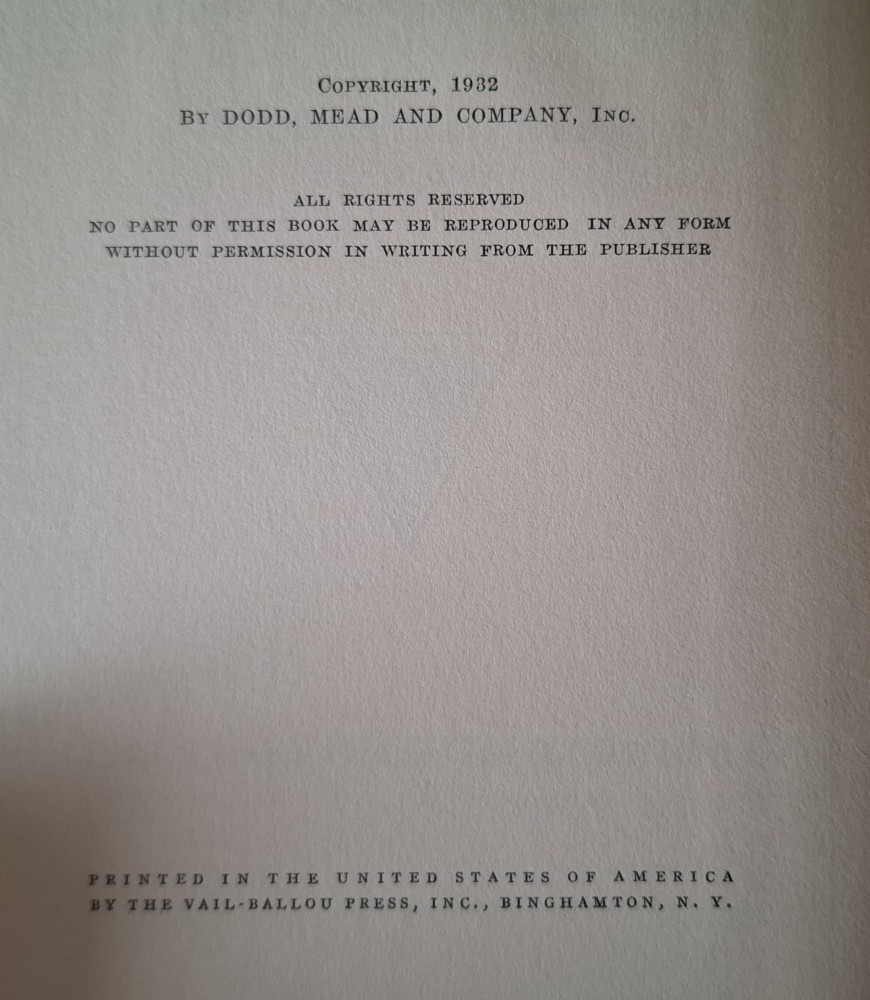 Copyright, 1932
By DODD, MEAD AND COMPANY, Inc.
ALL RIGHTS RESERVED
NO PART OF THIS BOOK MAY BE REPRODUCED IN ANY FORM
WITHOUT PERMISSION IN WRITING FROM THE PUBLISHER
PRINTED IN THE UNITED STATES OF AMERICA
BY THE VAIL-BALLOU PRESS, INC., BINGHAMTON, N. Y.